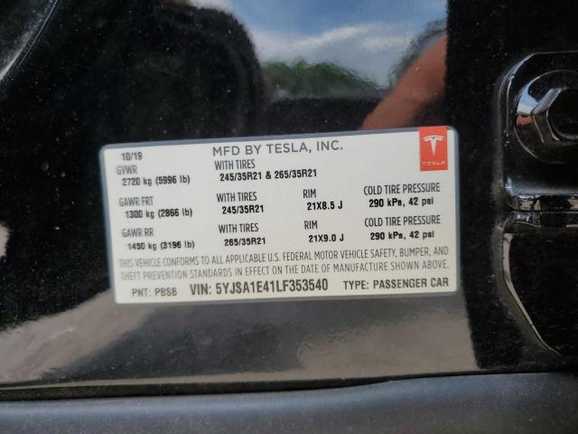 10/19 MFD BY TESLA, INC.
TESLA
GVWR WITH TIRES
2720 kg (5996 lb) 245/35R21 & 265/35R21
GAWR FRT WITH TIRES RIM COLD TIRE PRESSURE
1300 kg (2866 lb) 245/35R21 21X8.5 J 290 kPa, 42 psi
GAWR RR WITH TIRES RIM COLD TIRE PRESSURE
1450 kg (3196 lb) 265/35R21 21X9.0 J 290 kPa, 42 psi
THIS VEHICLE CONFORMS TO ALL APPLICABLE U.S. FEDERAL MOTOR VEHICLE SAFETY, BUMPER, AND
THEFT PREVENTION STANDARDS IN EFFECT ON THE DATE OF MANUFACTURE SHOWN ABOVE.
PNT: PBSB VIN: 5YJSA1E41LF353540 TYPE: PASSENGER CAR